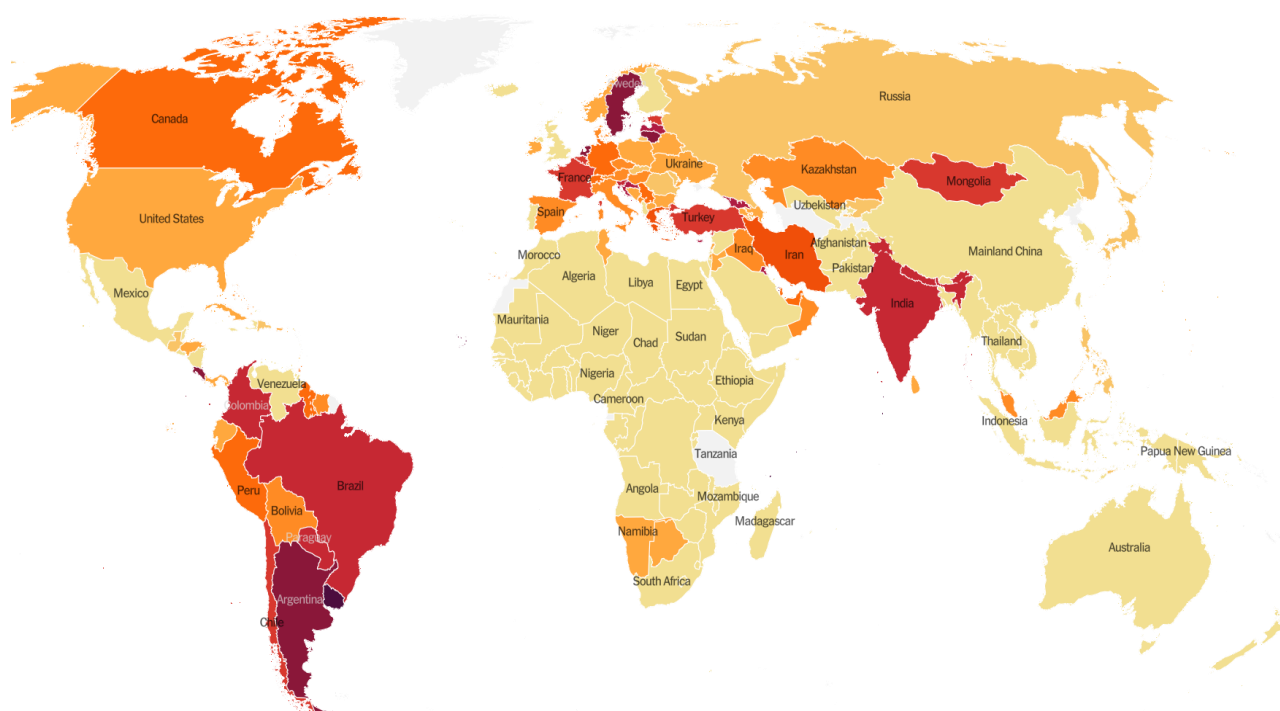 Canada
United States
Mexico
Venezuela
Colombia
Peru
Brazil
Bolivia
Paraguay
Argentina
Chile
Sweden
France
Spain
Ukraine
Russia
Kazakhstan
Mongolia
Uzbekistan
Turkey
Iraq
Iran
Afghanistan
Pakistan
Mainland China
India
Thailand
Morocco
Algeria
Libya
Egypt
Mauritania
Niger
Chad
Sudan
Nigeria
Ethiopia
Cameroon
Kenya
Tanzania
Angola
Mozambique
Namibia
Madagascar
South Africa
Indonesia
Papua New Guinea
Australia